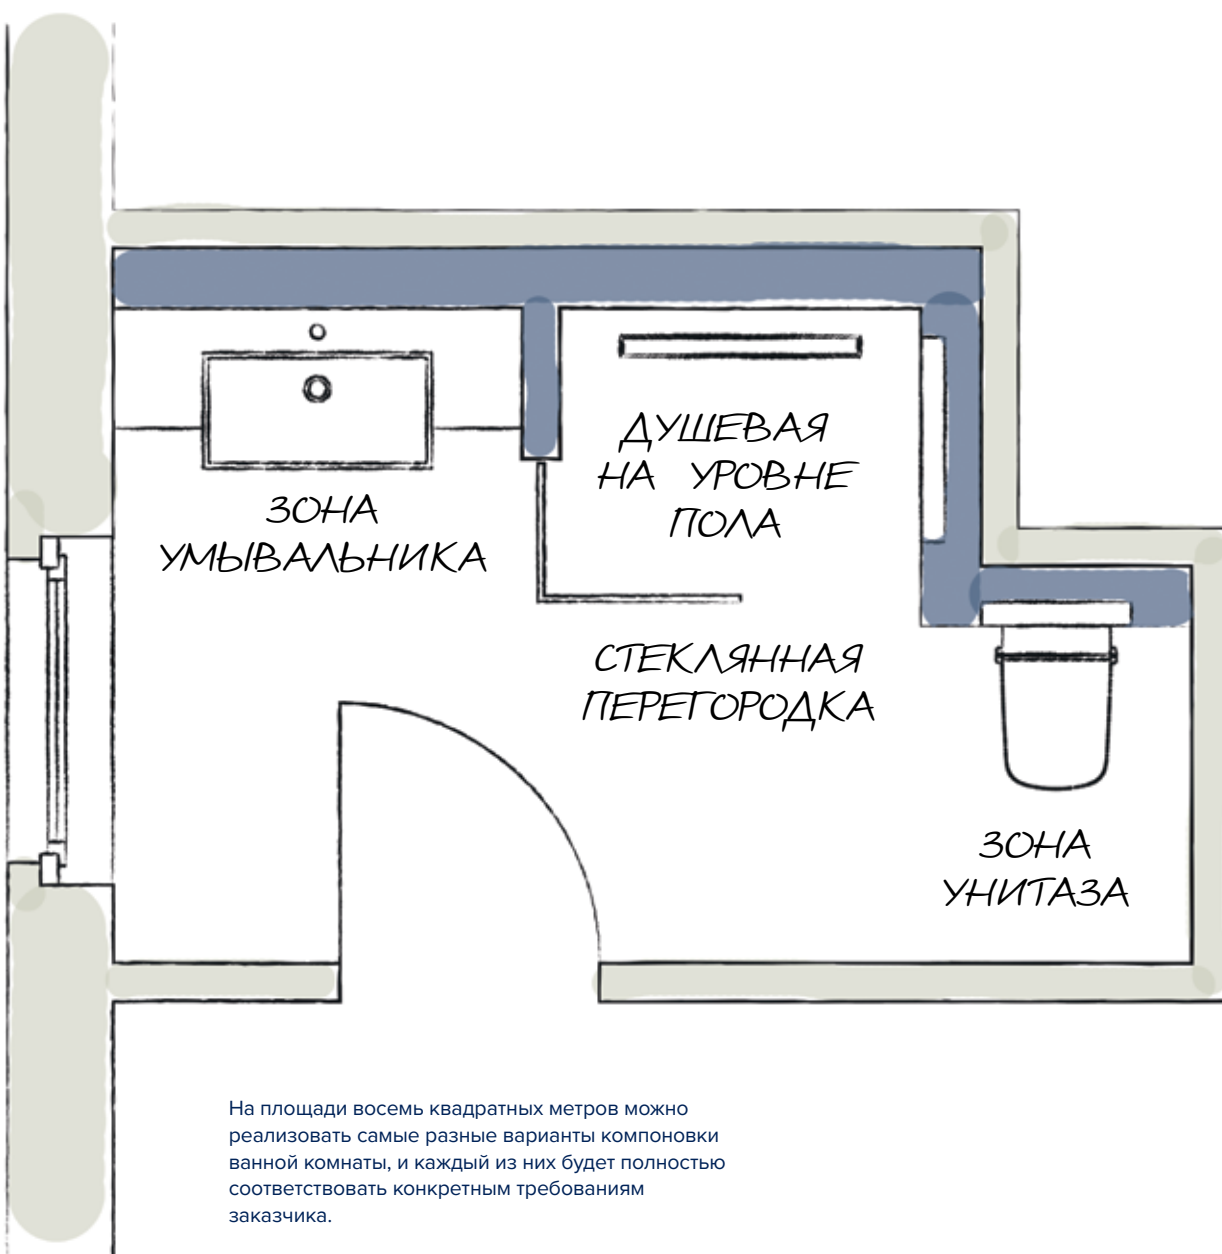 ДУШЕВАЯ
НА УРОВНЕ
ПОЛА
ЗОНА
УМЫВАЛЬНИКА
СТЕКЛЯННАЯ
ПЕРЕГОРОДКА
ЗОНА
УНИТАЗА
На площади восемь квадратных метров можно
реализовать самые разные варианты компоновки
ванной комнаты, и каждый из них будет полностью
соответствовать конкретным требованиям
заказчика.